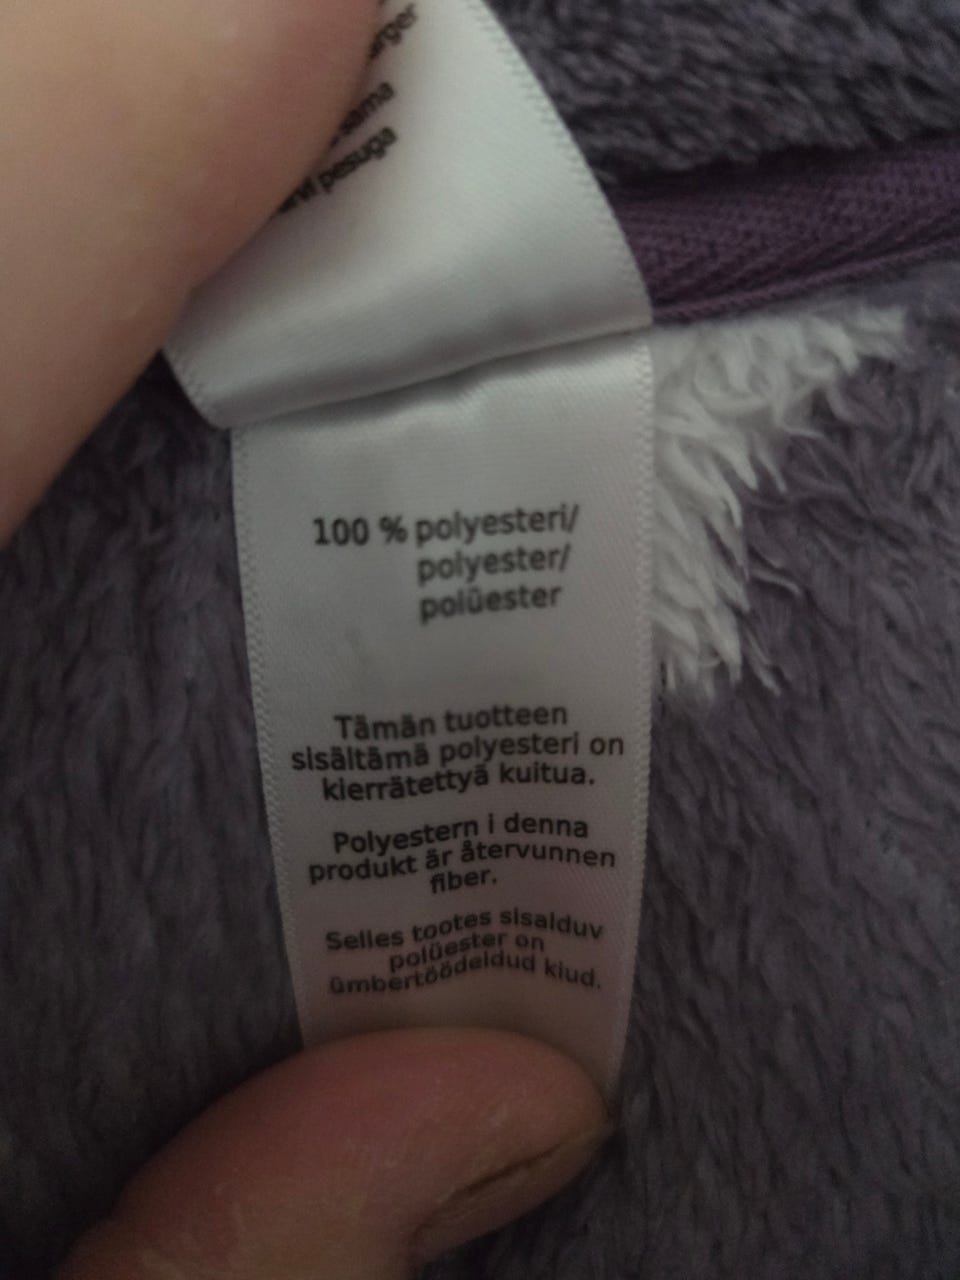 pesuga
100 % polyesteri/
polyester/
polüester
Tämän tuotteen
sisältämä polyesteri on
kierrätettyä kuitua.
Polyestern i denna
produkt är återvunnen
fiber.
Selles tootes sisalduv
polüester on
ümbertöödeldud kiud.